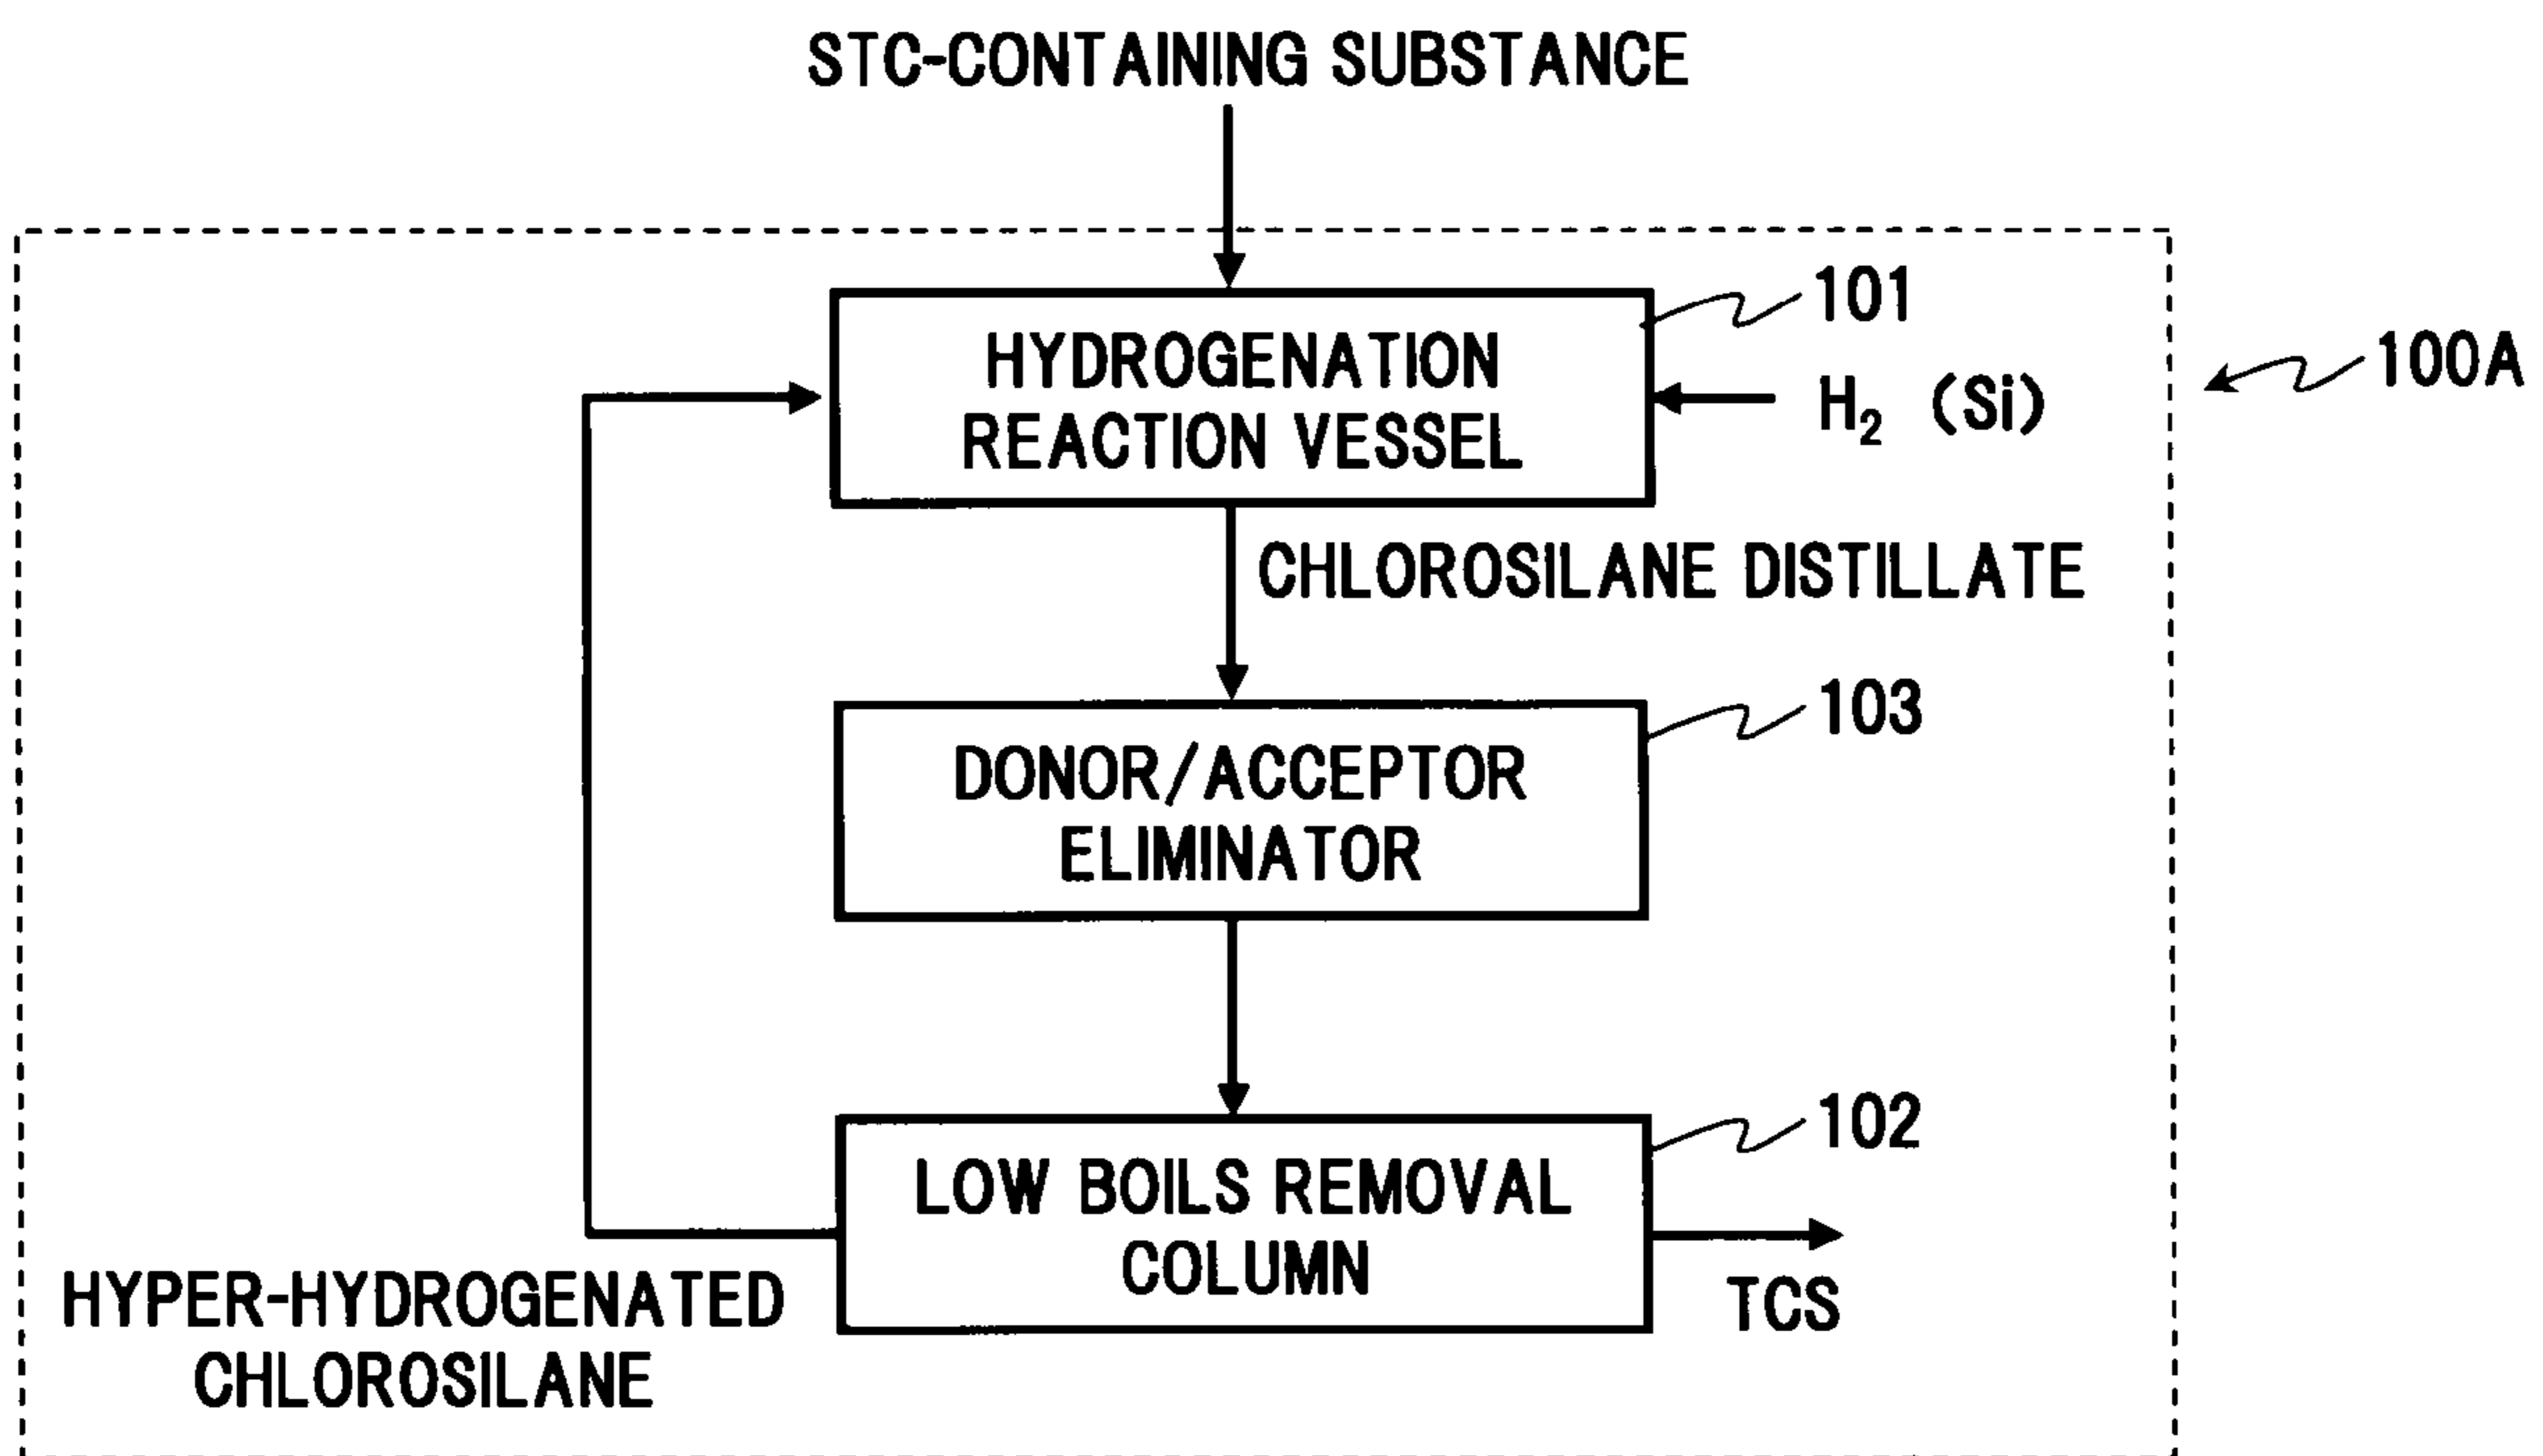 STC-CONTAINING SUBSTANCE
101
HYDROGENATION
REACTION VESSEL
H₂ (Si)
100A
CHLOROSILANE DISTILLATE
103
DONOR/ACCEPTOR
ELIMINATOR
102
LOW BOILS REMOVAL
COLUMN
TCS
HYPER-HYDROGENATED
CHLOROSILANE